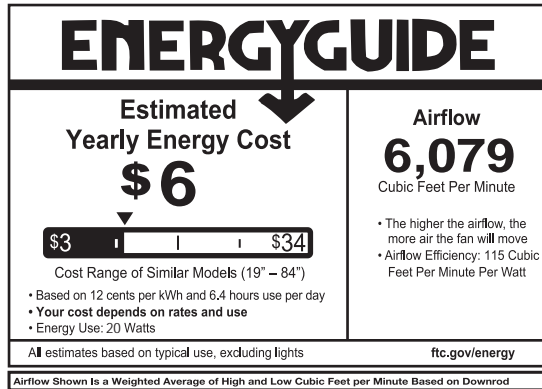 ENERGYGUIDE
Estimated
Yearly Energy Cost
$6
$3
$34
Cost Range of Similar Models (19” – 84”)
• Based on 12 cents per kWh and 6.4 hours use per day
• Your cost depends on rates and use
• Energy Use: 20 Watts
Airflow
6,079
Cubic Feet Per Minute
• The higher the airflow, the
more air the fan will move
• Airflow Efficiency: 115 Cubic
Feet Per Minute Per Watt
All estimates based on typical use, excluding lights
ftc.gov/energy
Airflow Shown Is a Weighted Average of High and Low Cubic Feet per Minute Based on Downrod